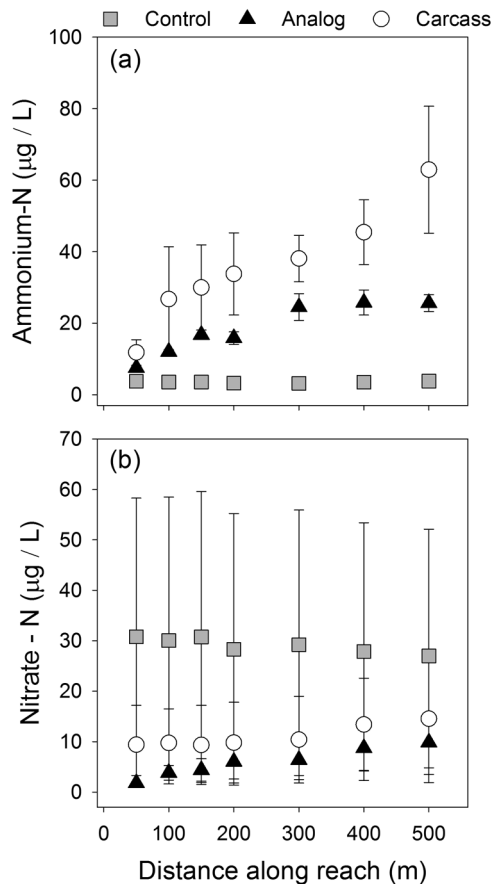 Control Analog Carcass
(a)
Ammonium-N (µg / L)
100
80
60
40
20
0
(b)
Nitrate - N (µg / L)
70
60
50
40
30
20
10
0
0 100 200 300 400 500
Distance along reach (m)